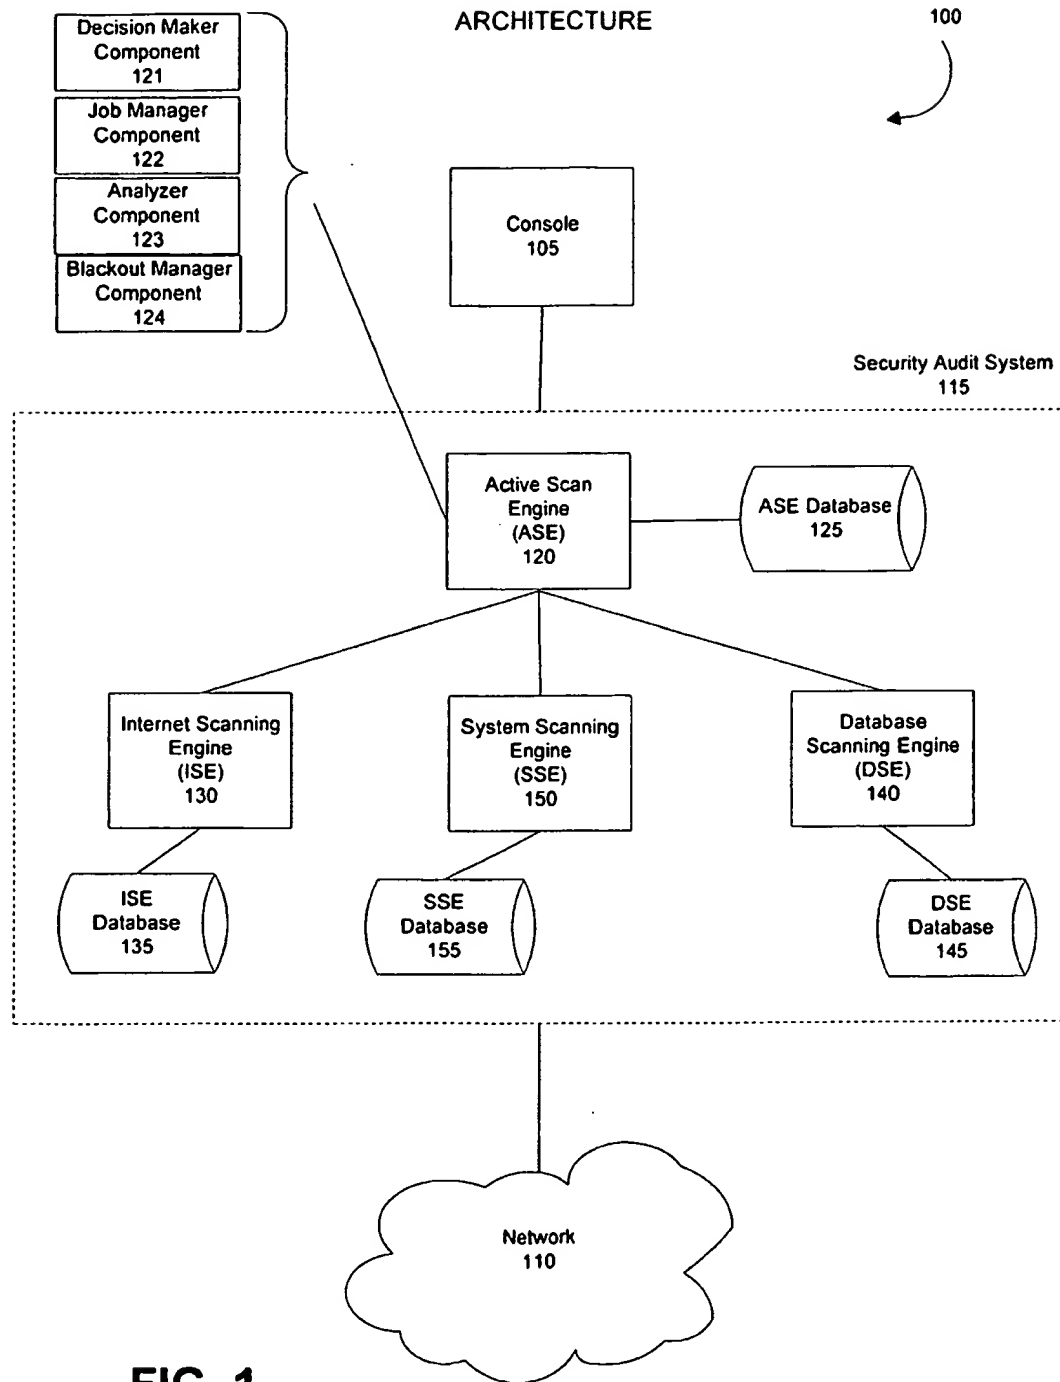 ARCHITECTURE
100
Decision Maker
Component
121
Job Manager
Component
122
Analyzer
Component
123
Blackout Manager
Component
124
Console
105
Security Audit System
115
Active Scan
Engine
(ASE)
120
ASE Database
125
Internet Scanning
Engine
(ISE)
130
System Scanning
Engine
(SSE)
150
Database
Scanning Engine
(DSE)
140
ISE
Database
135
SSE
Database
155
DSE
Database
145
Network
110
FIG. 1